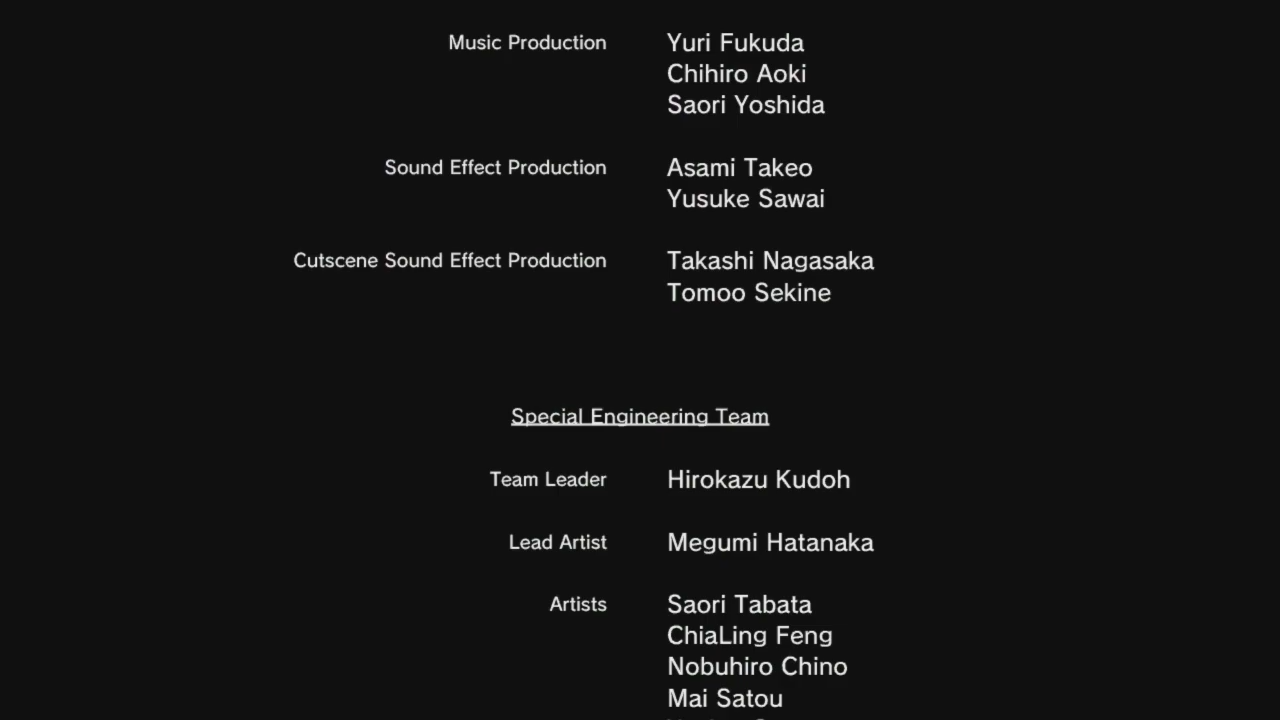 Music Production Yuri Fukuda
Chihiro Aoki
Saori Yoshida
Sound Effect Production Asami Takeo
Yusuke Sawai
Cutscene Sound Effect Production Takashi Nagasaka
Tomoo Sekine
Special Engineering Team
Team Leader Hirokazu Kudoh
Lead Artist Megumi Hatanaka
Artists Saori Tabata
ChiaLing Feng
Nobuhiro Chino
Mai Satou